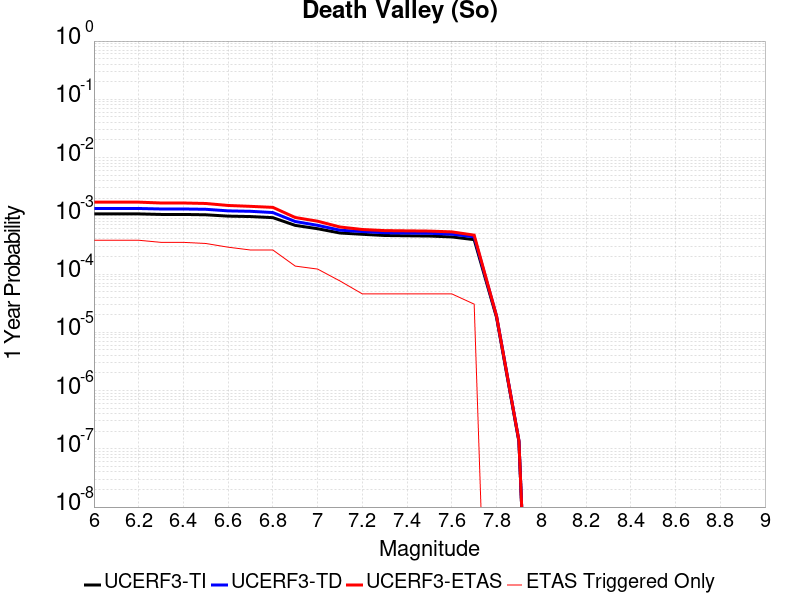 Death Valley (So)
10^0
10^-1
10^-2
10^-3
10^-4
10^-5
10^-6
10^-7
10^-8
1 Year Probability
6 6.2 6.4 6.6 6.8 7 7.2 7.4 7.6 7.8 8 8.2 8.4 8.6 8.8 9
Magnitude
UCERF3-TI UCERF3-TD UCERF3-ETAS ETAS Triggered Only